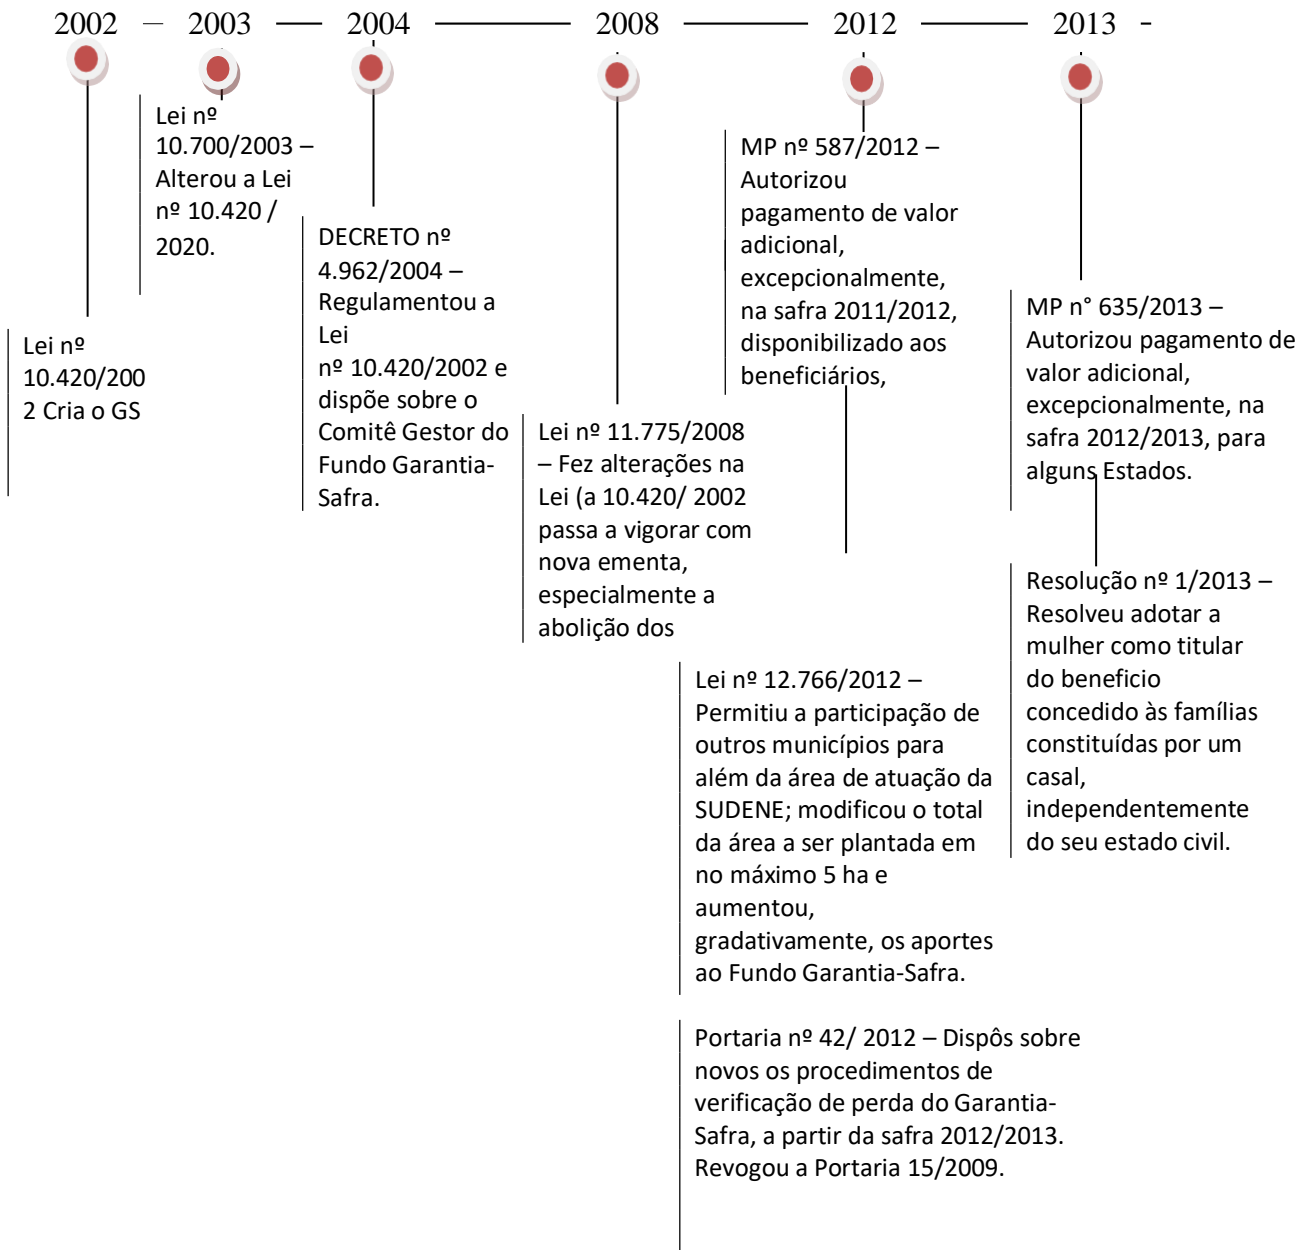 2002 — 2003 — 2004 — 2008 — 2012 — 2013 -
Lei nº
10.420/200
2 Cria o GS
Lei nº
10.700/2003 –
Alterou a Lei
nº 10.420 /
2020.
DECRETO nº
4.962/2004 –
Regulamentou a
Lei
nº 10.420/2002 e
dispõe sobre o
Comitê Gestor do
Fundo Garantia-
Safra.
Lei nº 11.775/2008
– Fez alterações na
Lei (a 10.420/ 2002
passa a vigorar com
nova ementa,
especialmente a
abolição dos
MP nº 587/2012 –
Autorizou
pagamento de valor
adicional,
excepcionalmente,
na safra 2011/2012,
disponibilizado aos
beneficiários,
Lei nº 12.766/2012 –
Permitiu a participação de
outros municípios para
além da área de atuação da
SUDENE; modificou o total
da área a ser plantada em
no máximo 5 ha e
aumentou,
gradativamente, os aportes
ao Fundo Garantia-Safra.
Portaria nº 42/ 2012 – Dispôs sobre
novos os procedimentos de
verificação de perda do Garantia-
Safra, a partir da safra 2012/2013.
Revogou a Portaria 15/2009.
MP n° 635/2013 –
Autorizou pagamento de
valor adicional,
excepcionalmente, na
safra 2012/2013, para
alguns Estados.
Resolução nº 1/2013 –
Resolveu adotar a
mulher como titular
do beneficio
concedido às famílias
constituídas por um
casal,
independentemente
do seu estado civil.